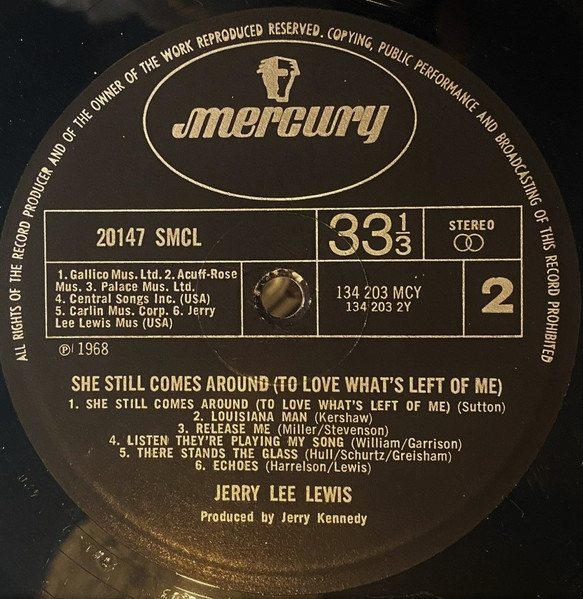 ALL RIGHTS OF THE RECORD PRODUCER AND OF THE OWNER OF THE WORK REPRODUCED RESERVED. COPYING, PUBLIC PERFORMANCE AND BROADCASTING OF THIS RECORD PROHIBITED
mercury
20147 SMCL
33 1/3
STEREO
1. Gallico Mus. Ltd. 2. Acuff-Rose
Mus. 3. Palace Mus. Ltd.
4. Central Songs Inc. (USA)
5. Carlin Mus. Corp. 6. Jerry
Lee Lewis Mus (USA)
134 203 MCY
134 203 2Y
2
℗ 1968
SHE STILL COMES AROUND (TO LOVE WHAT'S LEFT OF ME)
1. SHE STILL COMES AROUND (TO LOVE WHAT'S LEFT OF ME) (Sutton)
2. LOUISIANA MAN (Kershaw)
3. RELEASE ME (Miller/Stevenson)
4. LISTEN THEY'RE PLAYING MY SONG (William/Garrison)
5. THERE STANDS THE GLASS (Hull/Schurtz/Greisham)
6. ECHOES (Harrelson/Lewis)
JERRY LEE LEWIS
Produced by Jerry Kennedy